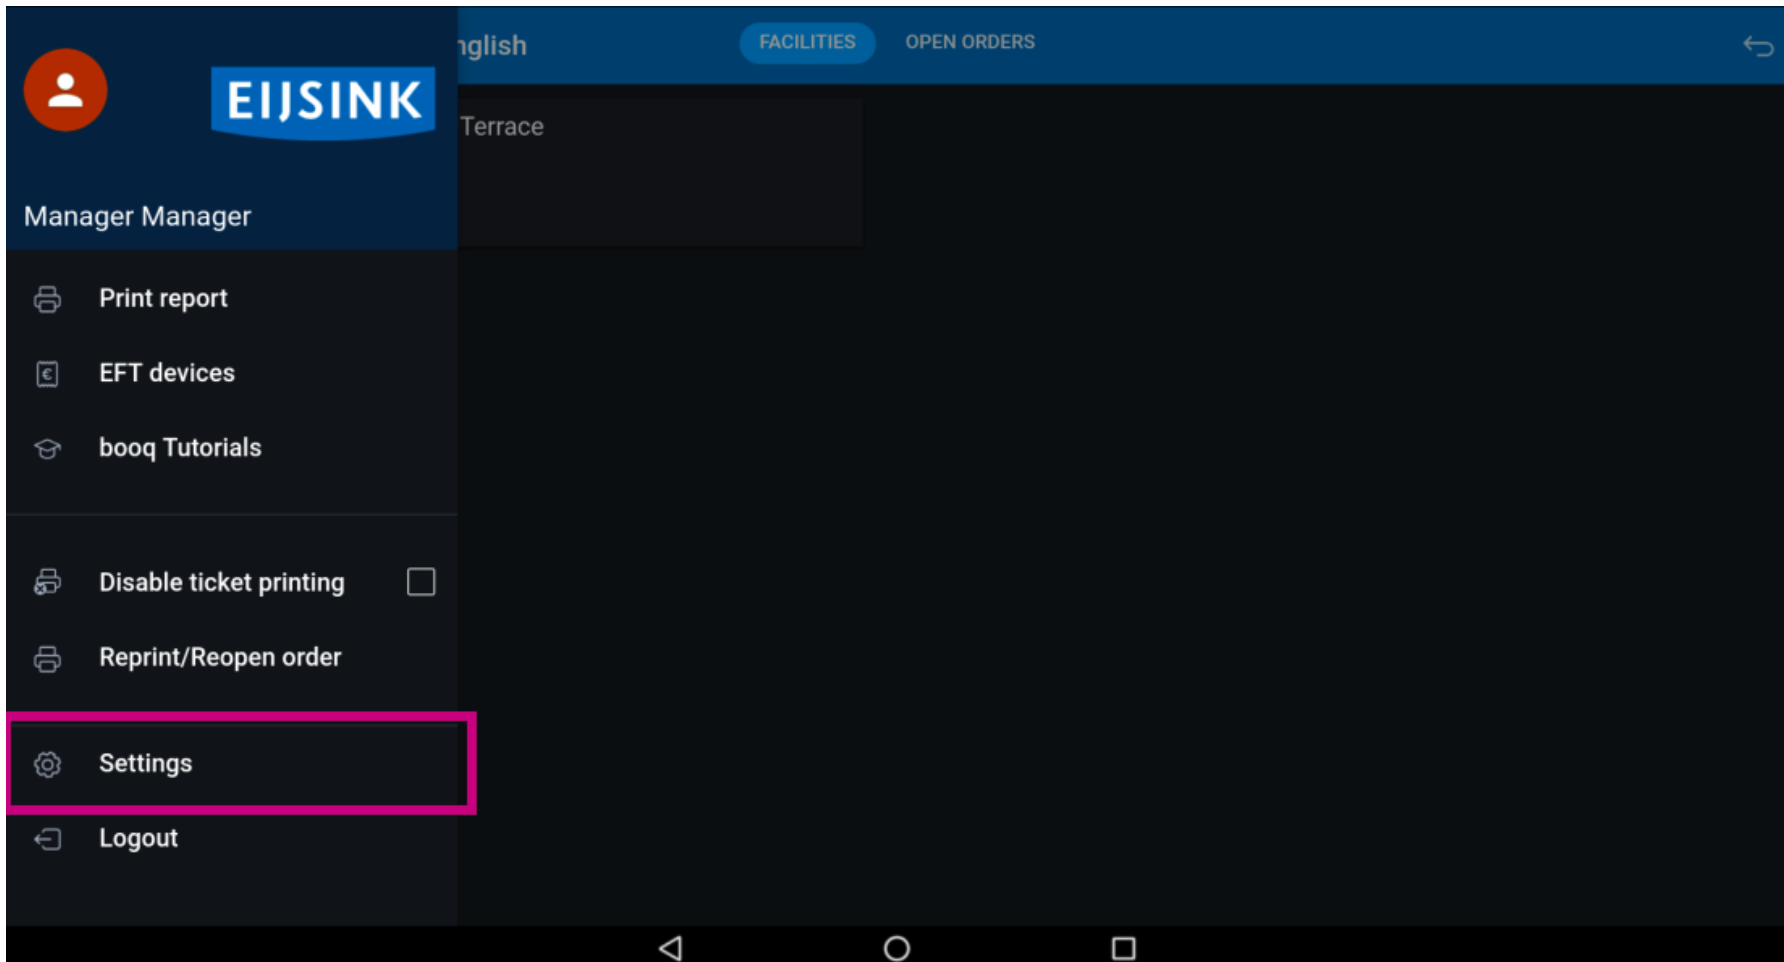 EIJSINK
Manager Manager
Print report
EFT devices
booq Tutorials
Disable ticket printing
Reprint/Reopen order
Settings
Logout
nglish
FACILITIES
OPEN ORDERS
Terrace